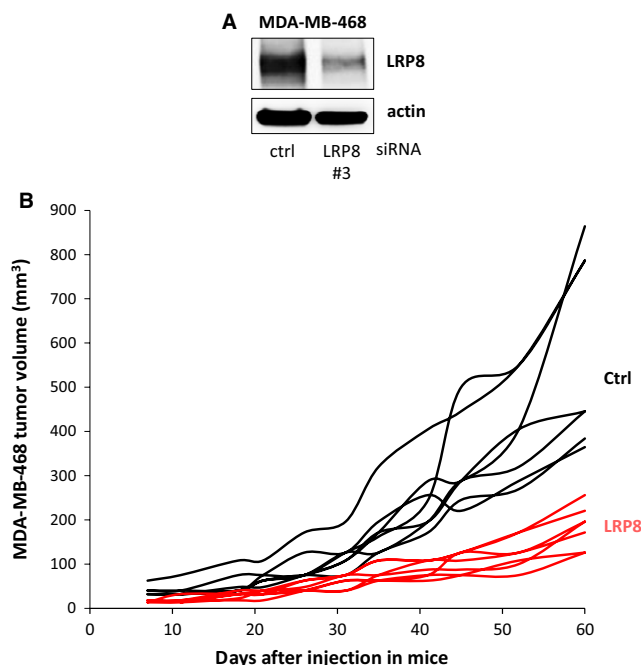 A
MDA-MB-468
LRP8
actin
ctrl LRP8 siRNA
#3
B
MDA-MB-468 tumor volume (mm³)
900
800
700
600
500
400
300
200
100
0
Ctrl
LRP8
0 10 20 30 40 50 60
Days after injection in mice